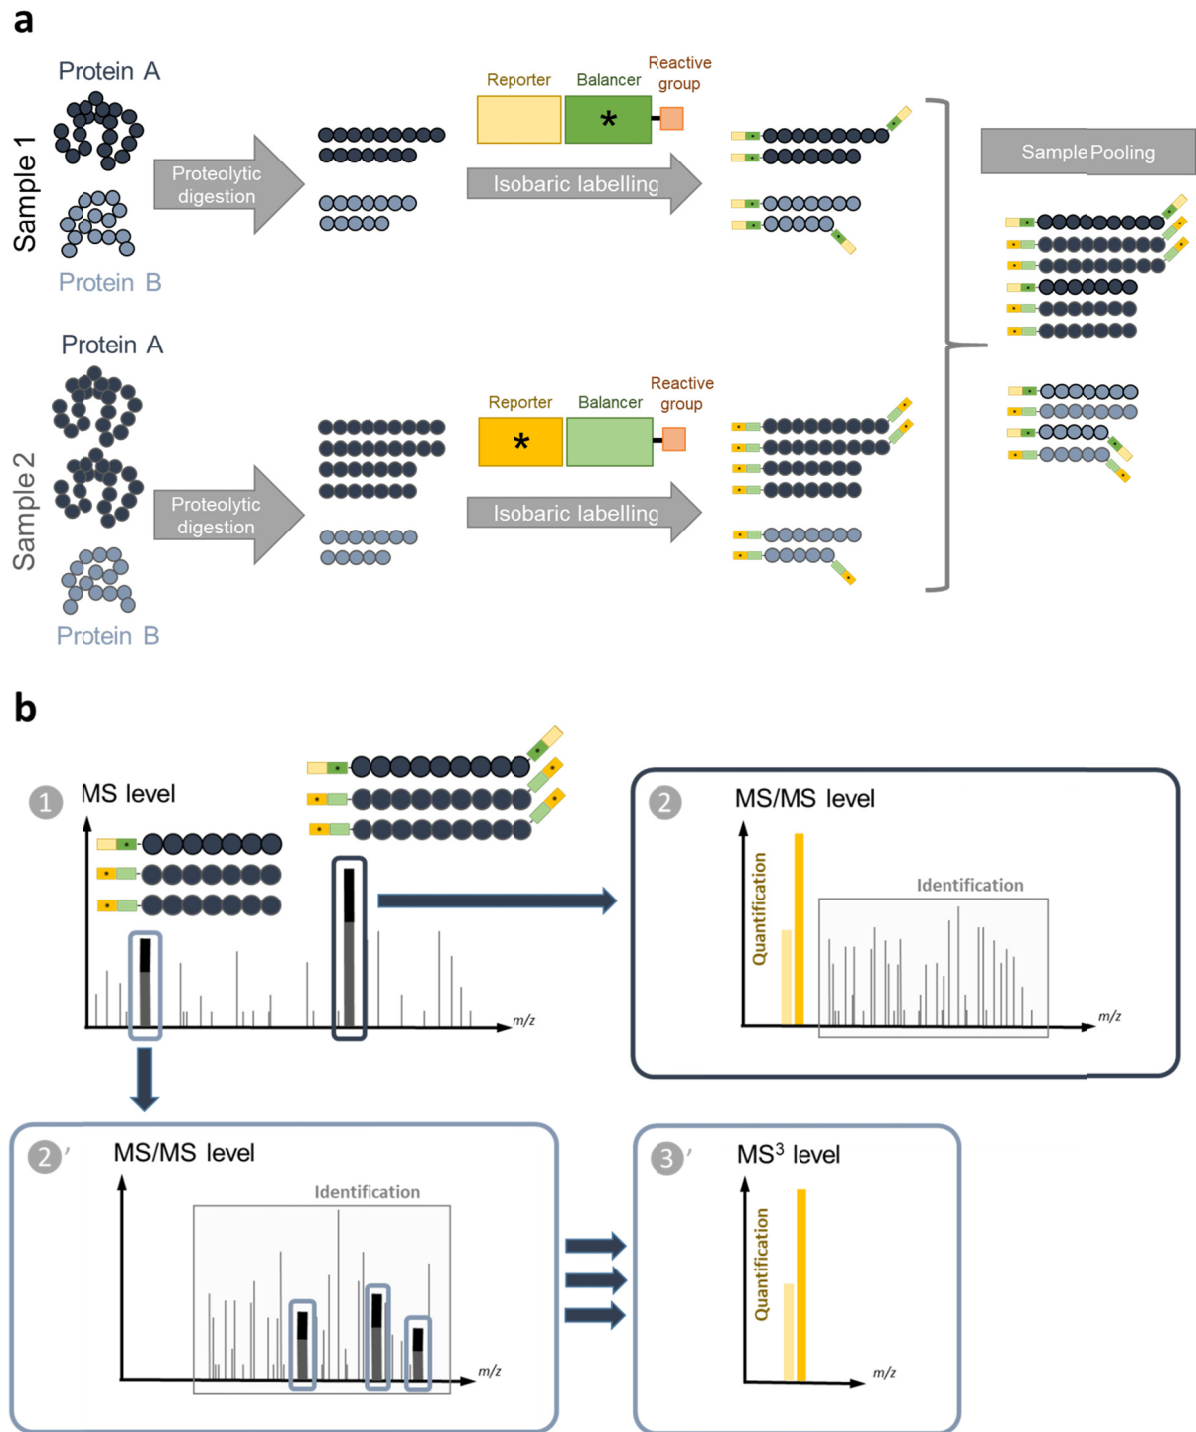 a
Sample 1
Protein A
Protein B
Proteolytic
digestion
Reporter
Balancer
Reactive
group
*
Isobaric labelling
Sample Pooling
Sample 2
Protein A
Protein B
Proteolytic
digestion
Reporter
Balancer
Reactive
group
*
Isobaric labelling
b
1
MS level
m/z
2
MS/MS level
Quantification
Identification
m/z
2'
MS/MS level
Identification
m/z
3'
MS³ level
Quantification
m/z